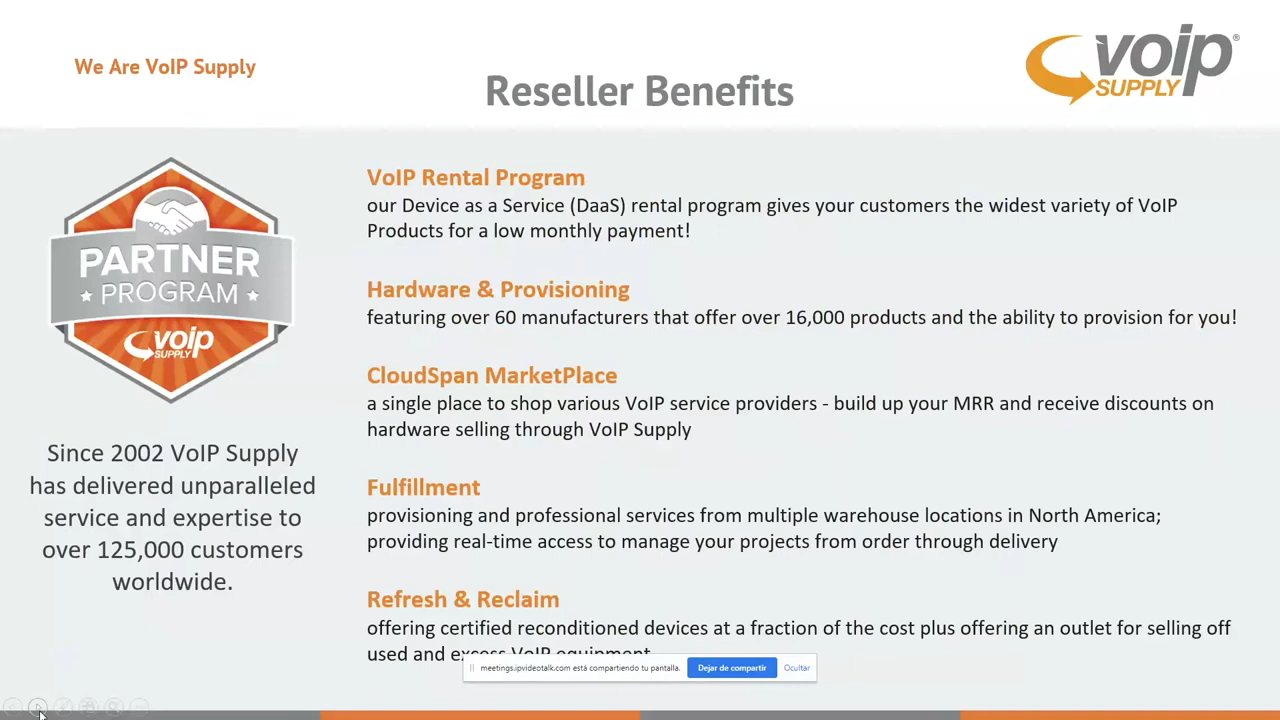 We Are VoIP Supply
Reseller Benefits
voip®
SUPPLY
PARTNER
PROGRAM
voip
SUPPLY
Since 2002 VoIP Supply
has delivered unparalleled
service and expertise to
over 125,000 customers
worldwide.
VoIP Rental Program
our Device as a Service (DaaS) rental program gives your customers the widest variety of VoIP
Products for a low monthly payment!
Hardware & Provisioning
featuring over 60 manufacturers that offer over 16,000 products and the ability to provision for you!
CloudSpan MarketPlace
a single place to shop various VoIP service providers - build up your MRR and receive discounts on
hardware selling through VoIP Supply
Fulfillment
provisioning and professional services from multiple warehouse locations in North America;
providing real-time access to manage your projects from order through delivery
Refresh & Reclaim
offering certified reconditioned devices at a fraction of the cost plus offering an outlet for selling off
used and excess VoIP equipment
meetings.ipvideotalk.com está compartiendo tu pantalla.
Dejar de compartir
Ocultar